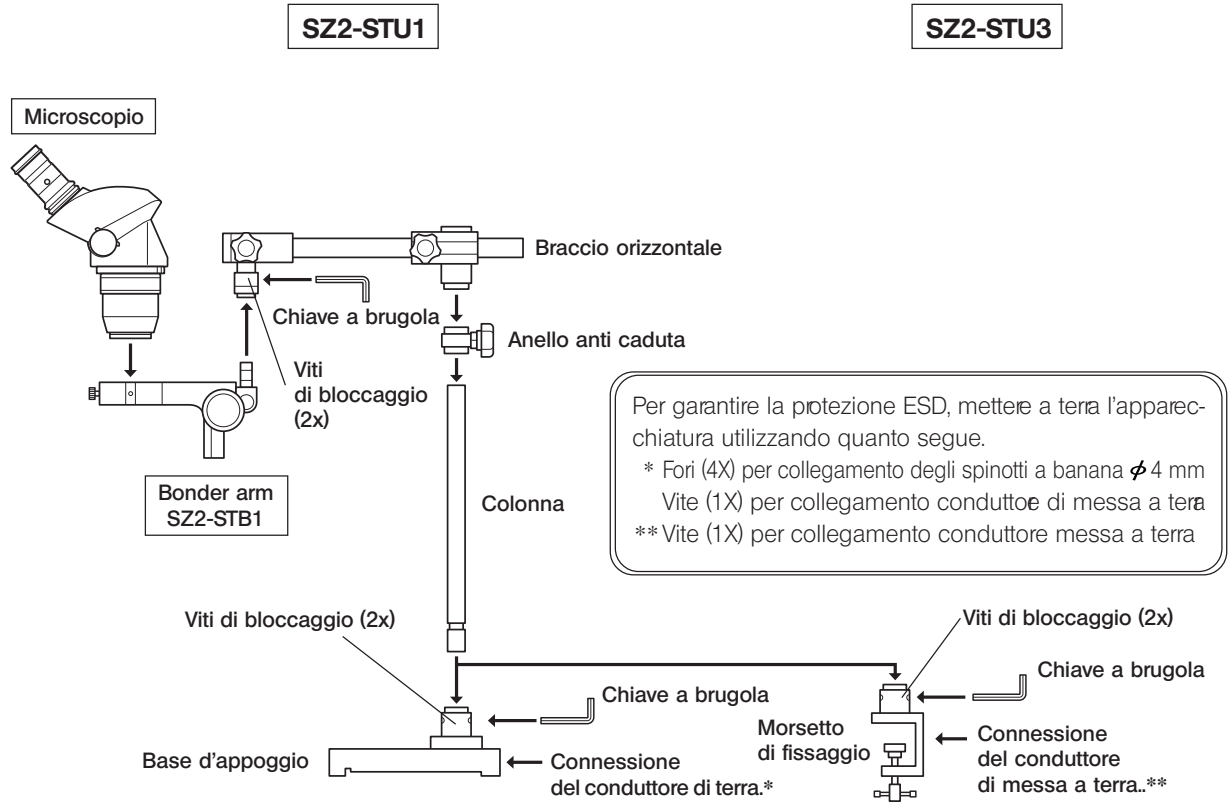 SZ2-STU1
SZ2-STU3
Microscopio
Braccio orizzontale
Chiave a brugola
Anello anti caduta
Viti
di bloccaggio
(2x)
Per garantire la protezione ESD, mettere a terra l'apparec-
chiatura utilizzando quanto segue.
* Fori (4X) per collegamento degli spinotti a banana ϕ 4 mm
Vite (1X) per collegamento conduttore di messa a terra
** Vite (1X) per collegamento conduttore messa a terra
Bonder arm
SZ2-STB1
Colonna
Viti di bloccaggio (2x)
Viti di bloccaggio (2x)
Chiave a brugola
Chiave a brugola
Base d'appoggio
Connessione
del conduttore di terra.*
Morsetto
di fissaggio
Connessione
del conduttore
di messa a terra..**